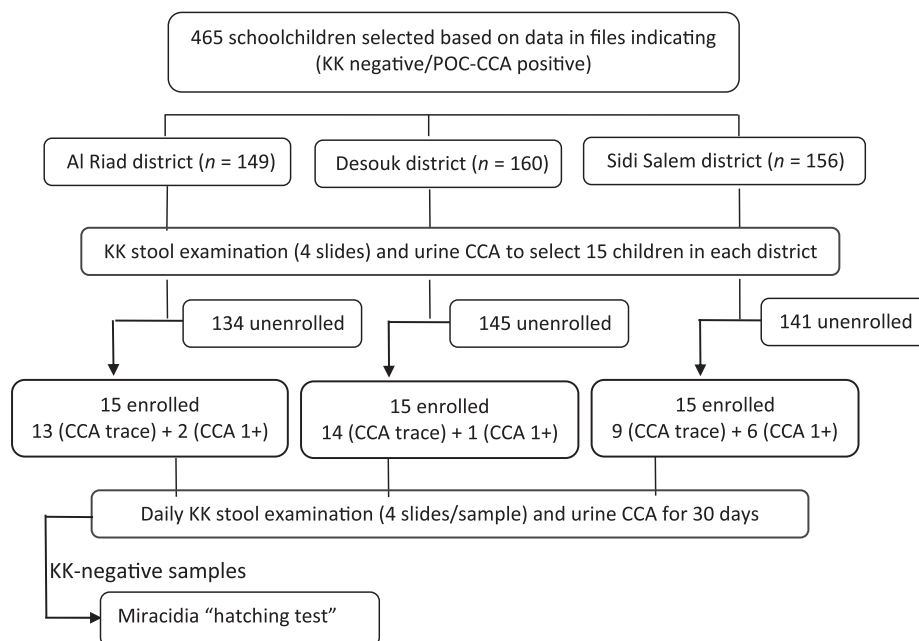 465 schoolchildren selected based on data in files indicating
(KK negative/POC-CCA positive)
Al Riad district (n = 149)
Desouk district (n = 160)
Sidi Salem district (n = 156)
KK stool examination (4 slides) and urine CCA to select 15 children in each district
134 unenrolled
145 unenrolled
141 unenrolled
15 enrolled
13 (CCA trace) + 2 (CCA 1+)
15 enrolled
14 (CCA trace) + 1 (CCA 1+)
15 enrolled
9 (CCA trace) + 6 (CCA 1+)
Daily KK stool examination (4 slides/sample) and urine CCA for 30 days
KK-negative samples
Miracidia “hatching test”